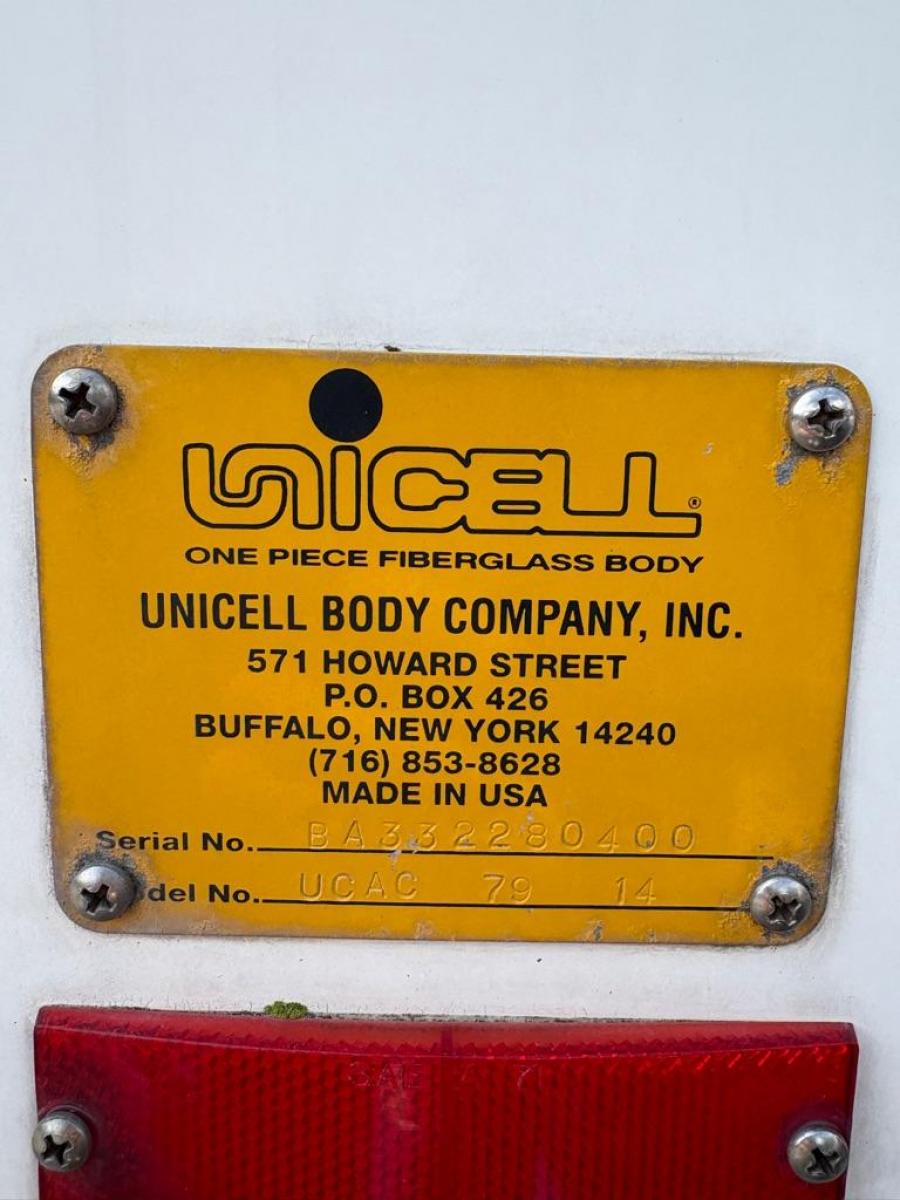 UNICELL®
ONE PIECE FIBERGLASS BODY
UNICELL BODY COMPANY, INC.
571 HOWARD STREET
P.O. BOX 426
BUFFALO, NEW YORK 14240
(716) 853-8628
MADE IN USA
Serial No. BA332280400
del No. UCAC 79 14
SAE